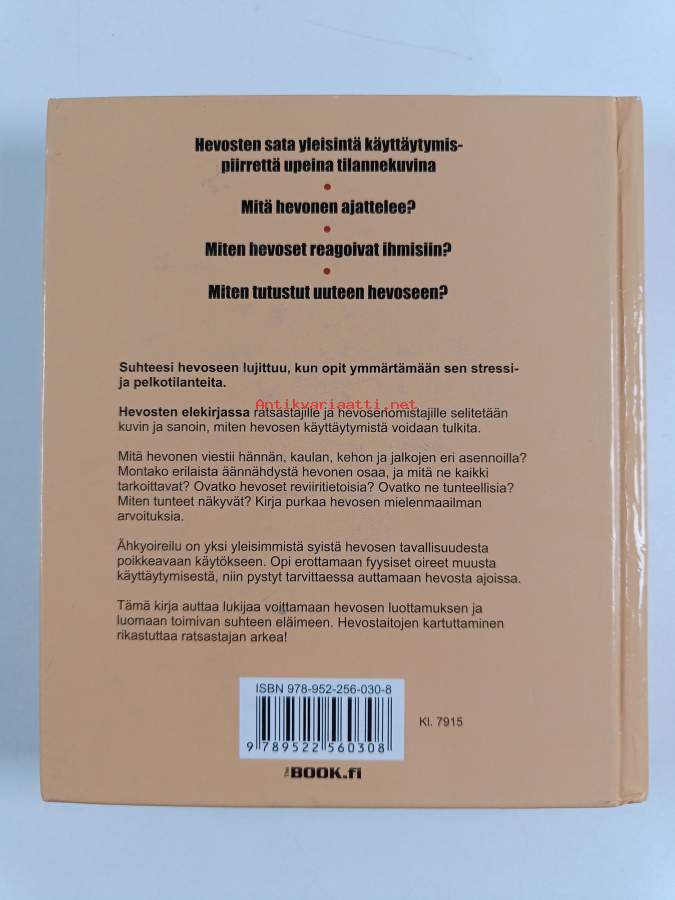 Hevosten sata yleisintä käyttäytymis-
piirrettä upeina tilannekuvina
•
Mitä hevonen ajattelee?
•
Miten hevoset reagoivat ihmisiin?
•
Miten tutustut uuteen hevoseen?
Suhteesi hevoseen lujittuu, kun opit ymmärtämään sen stressi-
ja pelkotilanteita.
Antikvariaatti.net
Hevosten elekirjassa ratsastajille ja hevosenomistajille selitetään
kuvin ja sanoin, miten hevosen käyttäytymistä voidaan tulkita.
Mitä hevonen viestii hännän, kaulan, kehon ja jalkojen eri asennoilla?
Montako erilaista äännähdystä hevonen osaa, ja mitä ne kaikki
tarkoittavat? Ovatko hevoset reviiritietoisia? Ovatko ne tunteellisia?
Miten tunteet näkyvät? Kirja purkaa hevosen mielenmaailman
arvoituksia.
Ähkyoireilu on yksi yleisimmistä syistä hevosen tavallisuudesta
poikkeavaan käytökseen. Opi erottamaan fyysiset oireet muusta
käyttäytymisestä, niin pystyt tarvittaessa auttamaan hevosta ajoissa.
Tämä kirja auttaa lukijaa voittamaan hevosen luottamuksen ja
luomaan toimivan suhteen eläimeen. Hevostaitojen kartuttaminen
rikastuttaa ratsastajan arkea!
ISBN 978-952-256-030-8
Kl. 7915
9 789522 560308
The BOOK.fi